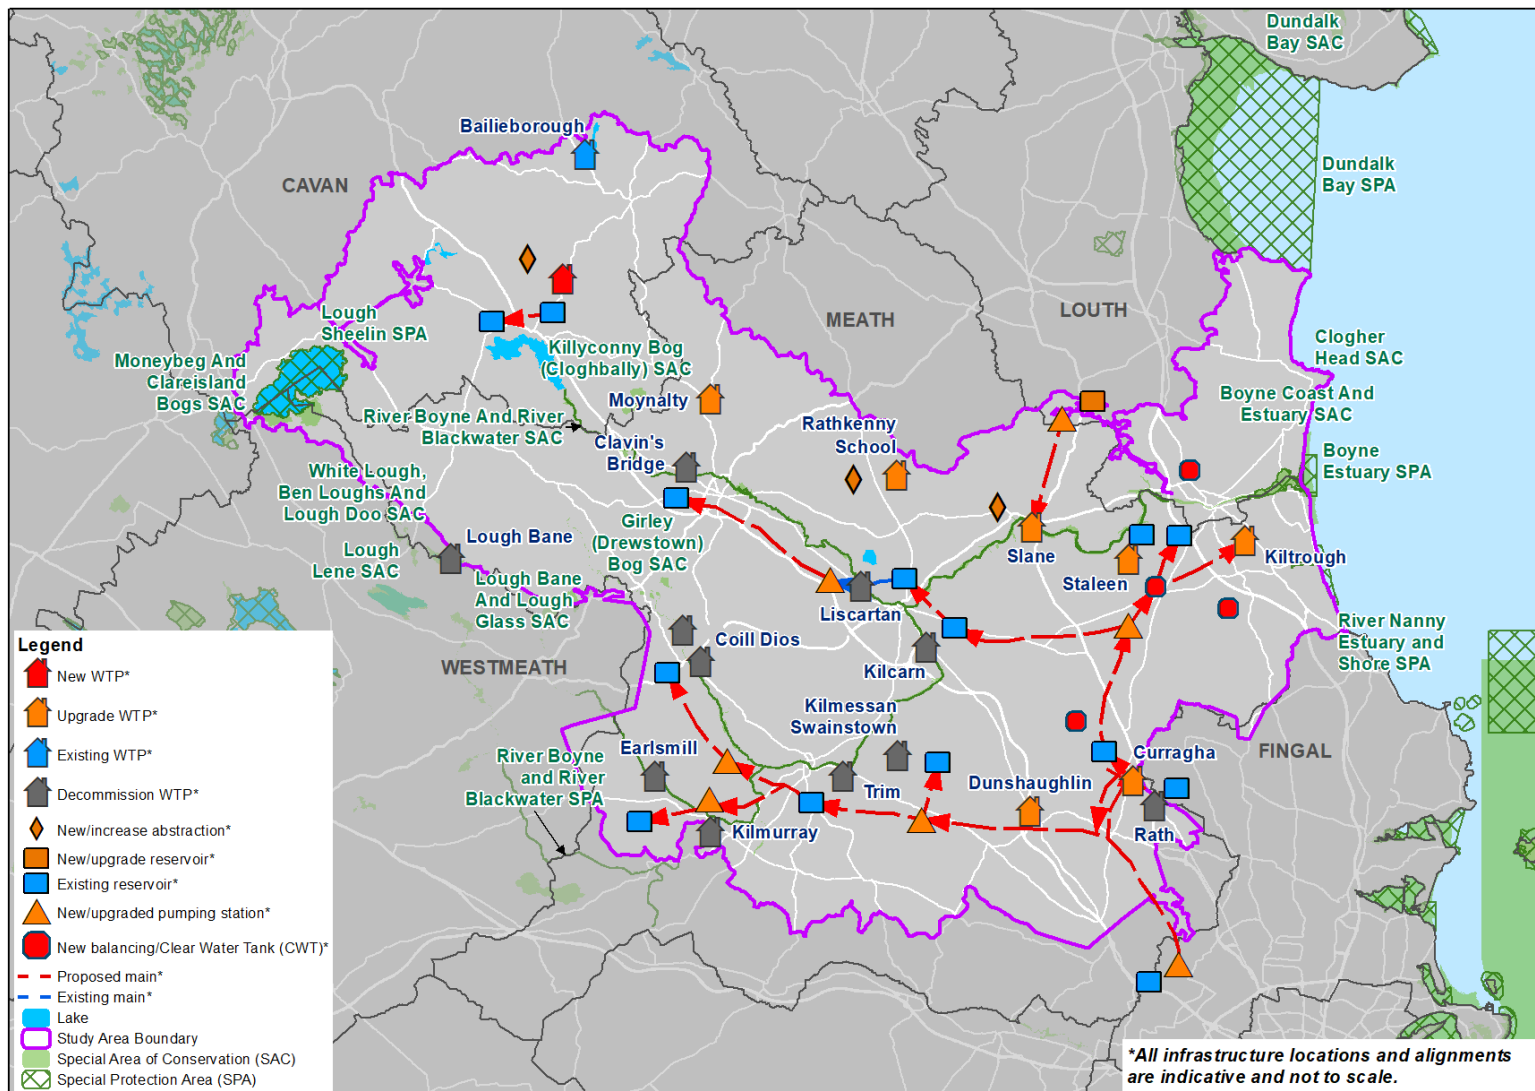 Dundalk
Bay SAC
Bailieborough
CAVAN
Dundalk
Bay SPA
Lough
Sheelin SPA
MEATH
LOUTH
Clogher
Head SAC
Moneybeg And
Clareisland
Bogs SAC
Killyconny Bog
(Cloghbally) SAC
Moynalty
Boyne Coast And
Estuary SAC
River Boyne And River
Blackwater SAC
Rathkenny
School
Clavin's
Bridge
Boyne
Estuary SPA
White Lough,
Ben Loughs And
Lough Doo SAC
Girley
(Drewstown)
Bog SAC
Lough Bane
Lough
Lene SAC
Slane
Kiltrough
Staleen
Lough Bane
And Lough
Glass SAC
Liscartan
River Nanny
Estuary and
Shore SPA
Coill Dios
WESTMEATH
Kilcarn
Kilmessan
Swainstown
Earlsmill
Curragha
FINGAL
River Boyne
and River
Blackwater SPA
Dunshaughlin
Trim
Kilmurray
Rath
Legend
New WTP*
Upgrade WTP*
Existing WTP*
Decommission WTP*
New/increase abstraction*
New/upgrade reservoir*
Existing reservoir*
New/upgraded pumping station*
New balancing/Clear Water Tank (CWT)*
Proposed main*
Existing main*
Lake
Study Area Boundary
Special Area of Conservation (SAC)
Special Protection Area (SPA)
*All infrastructure locations and alignments
are indicative and not to scale.